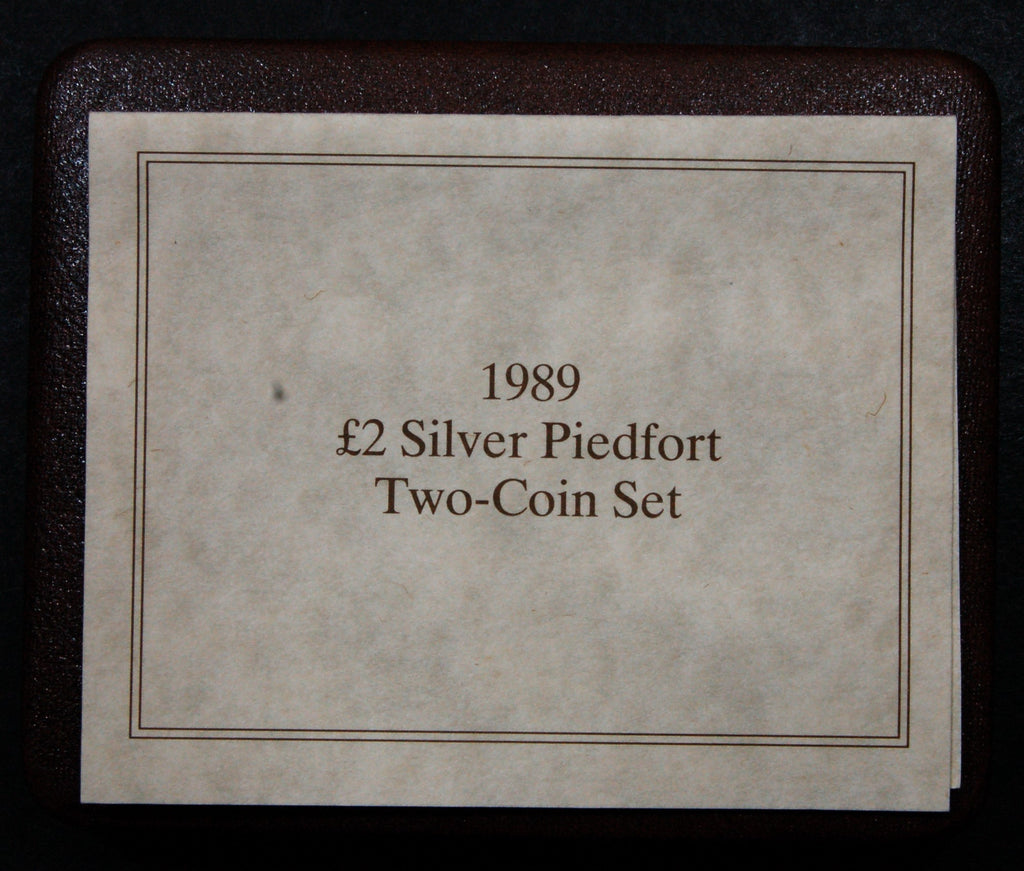 1989
£2 Silver Piedfort
Two-Coin Set